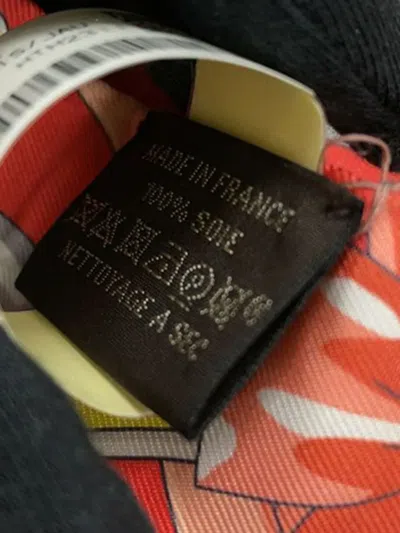 MADE IN FRANCE
100% SOIE
NETTOYAGE A SEC